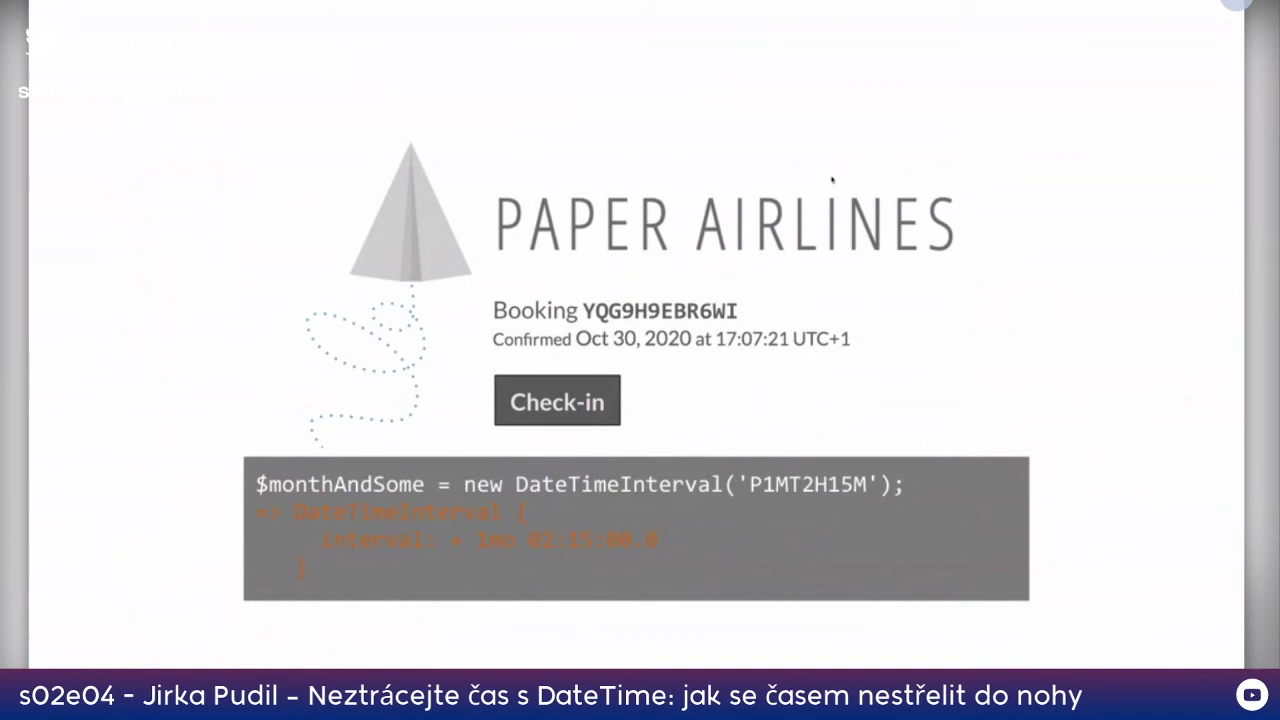 PAPER AIRLINES
Booking YQG9H9EBR6WI
Confirmed Oct 30, 2020 at 17:07:21 UTC+1
Check-in
$monthAndSome = new DateTimeInterval('P1MT2H15M');
=> DateTimeInterval {
interval: + 1mo 02:15:00.0
}
s02e04 - Jirka Pudil - Neztrácejte čas s DateTime: jak se časem nestřelit do nohy